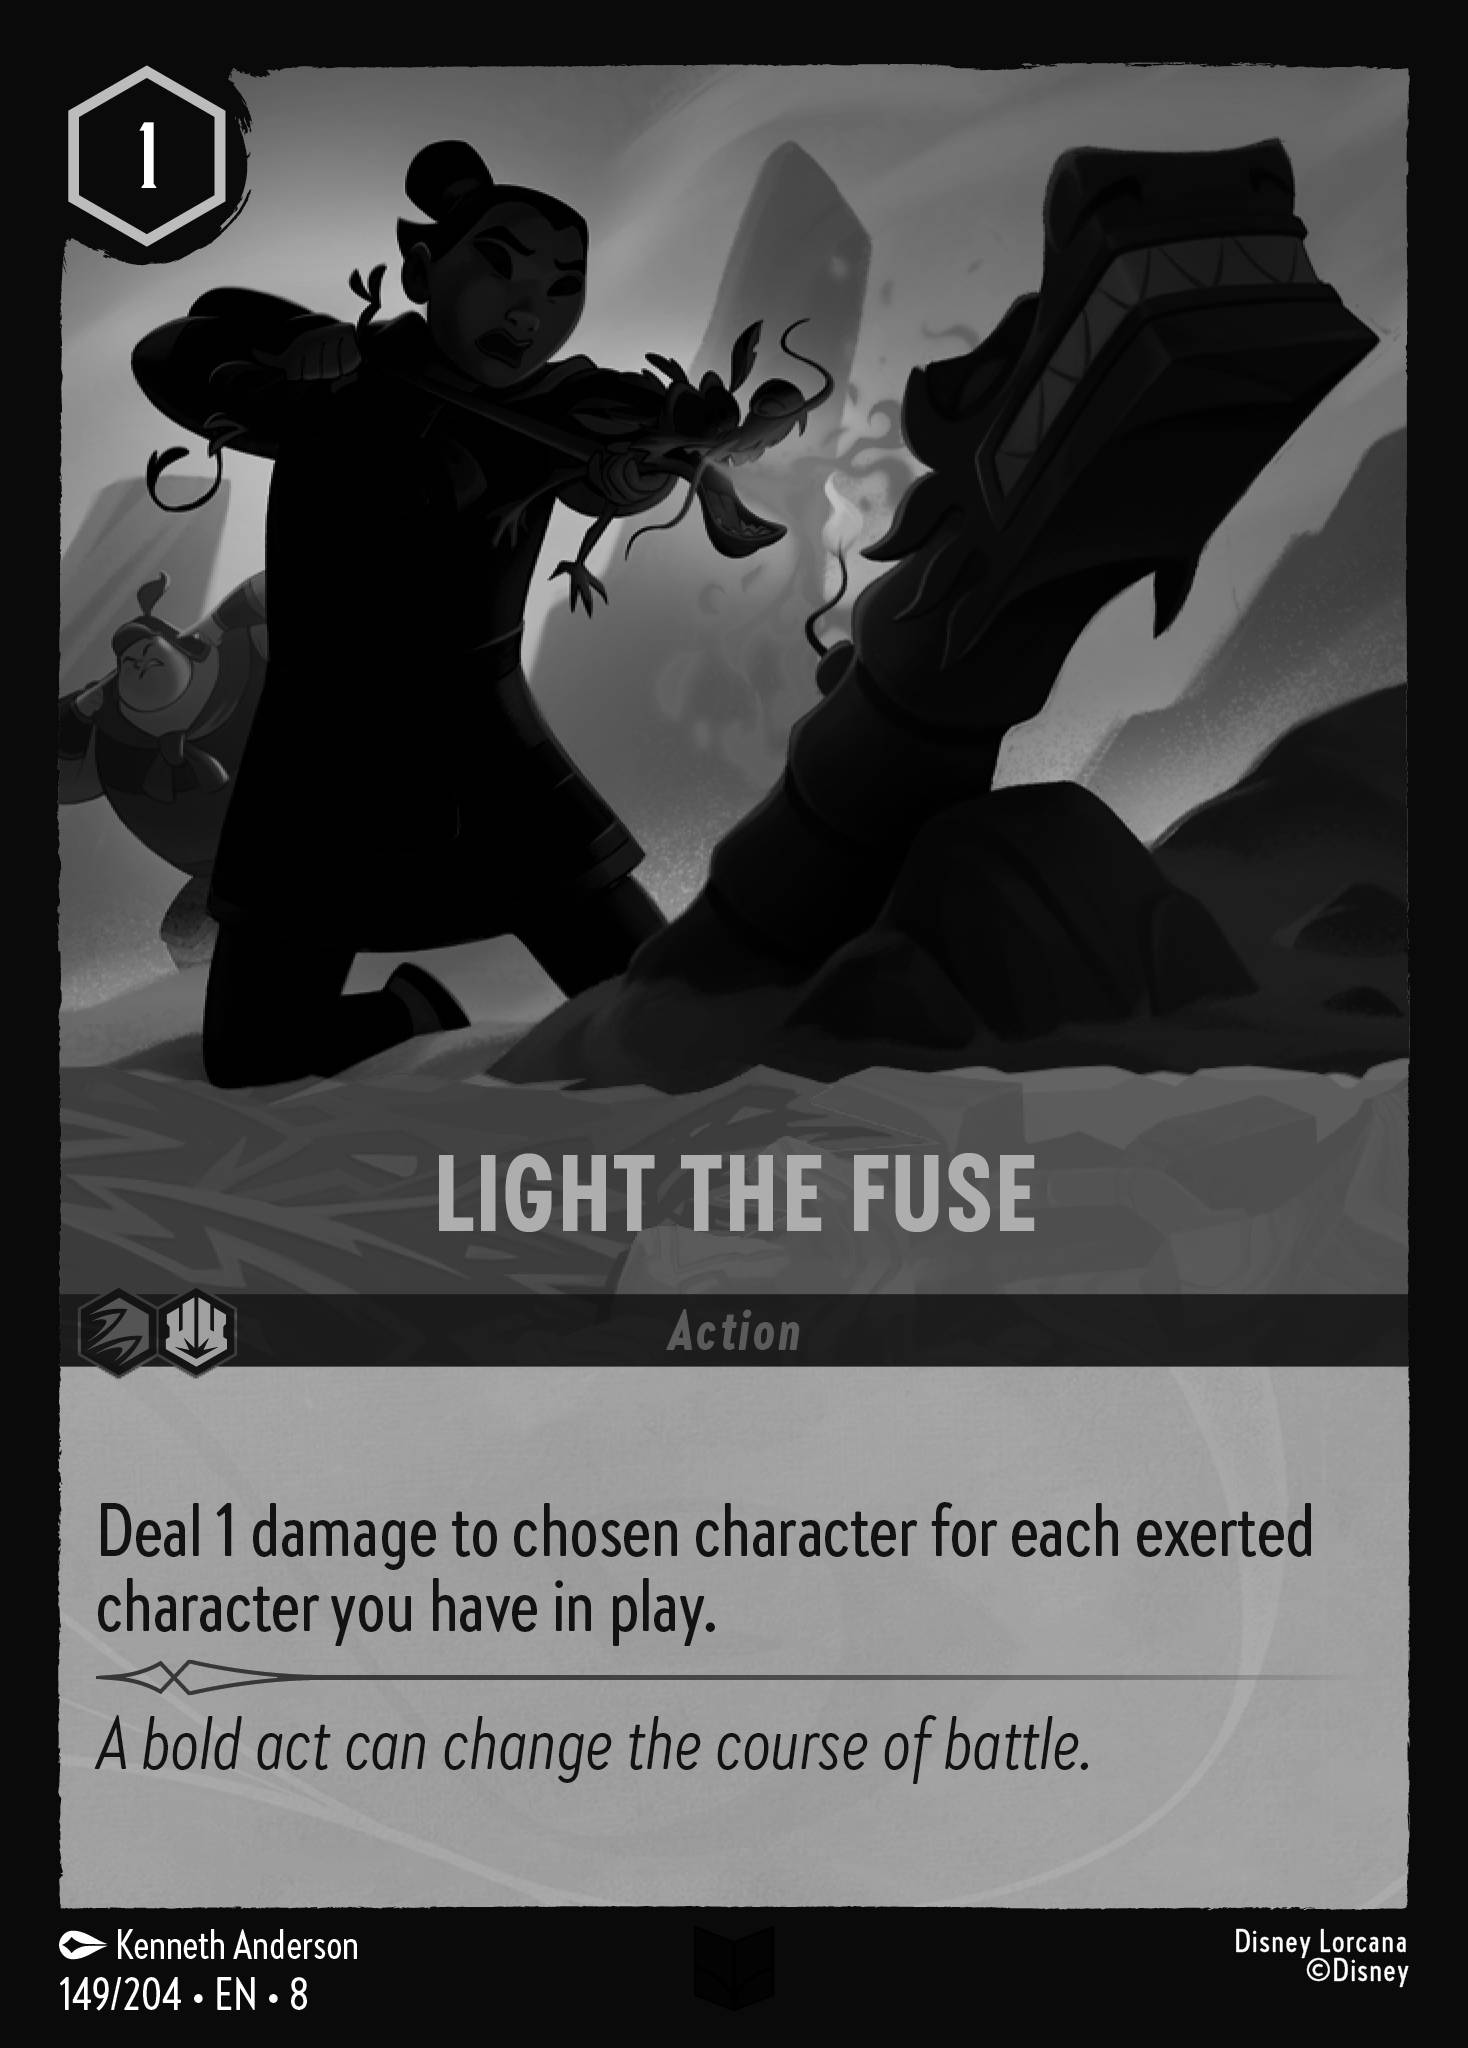 1
LIGHT THE FUSE
Action
Deal 1 damage to chosen character for each exerted
character you have in play.
A bold act can change the course of battle.
Kenneth Anderson
149/204 • EN • 8
Disney Lorcana
©Disney